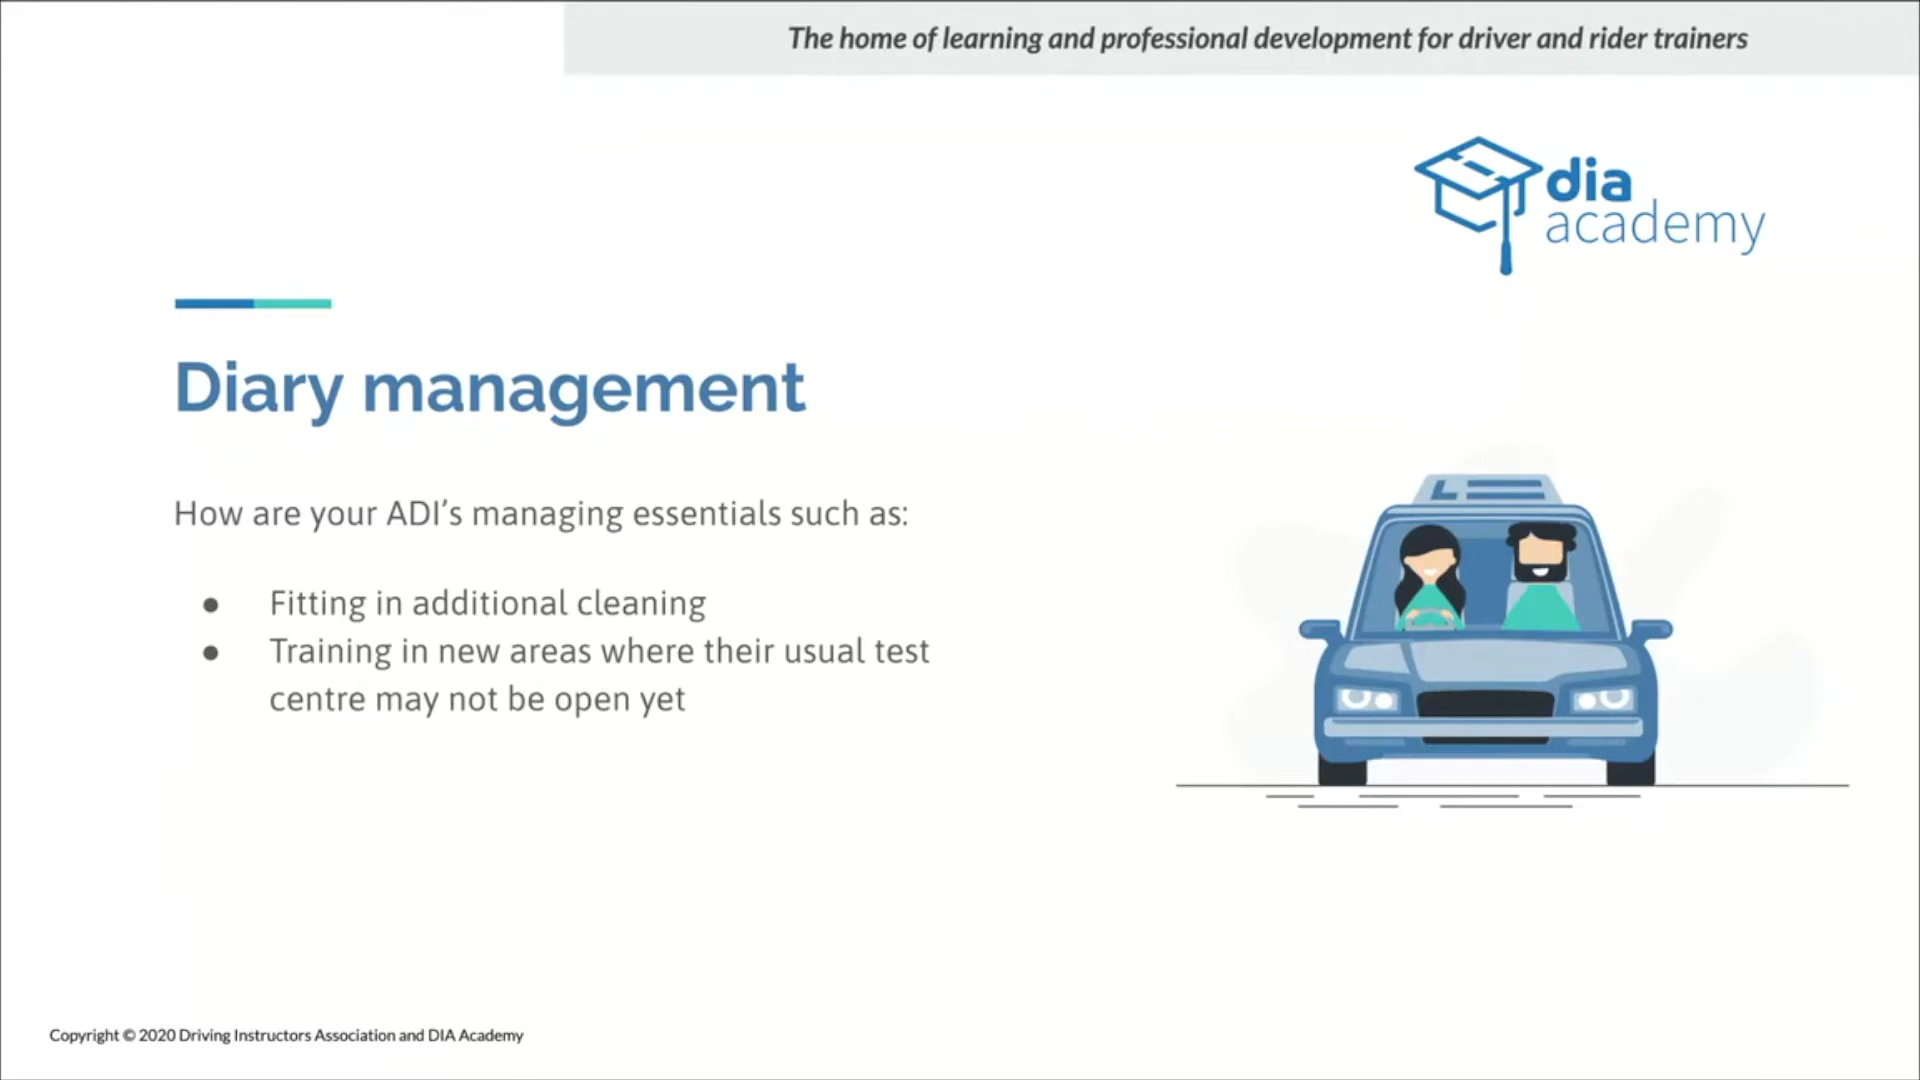 The home of learning and professional development for driver and rider trainers
dia
academy
Diary management
How are your ADI’s managing essentials such as:
● Fitting in additional cleaning
● Training in new areas where their usual test
centre may not be open yet
L
Copyright © 2020 Driving Instructors Association and DIA Academy